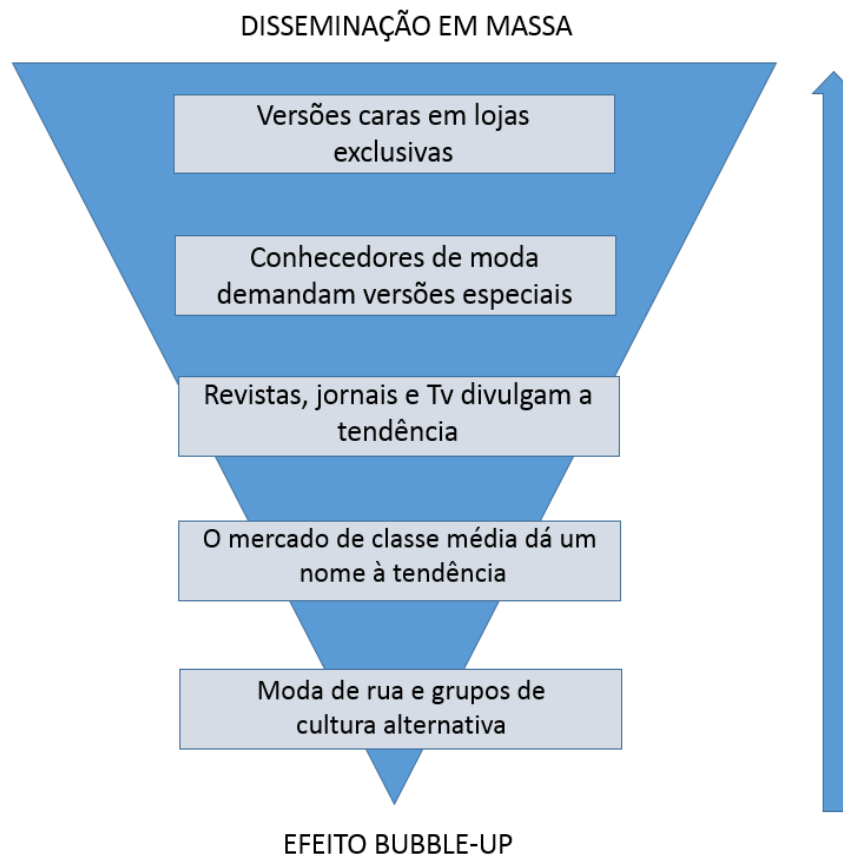 DISSEMINAÇÃO EM MASSA
Versões caras em lojas
exclusivas
Conhecedores de moda
demandam versões especiais
Revistas, jornais e Tv divulgam a
tendência
O mercado de classe média dá um
nome à tendência
Moda de rua e grupos de
cultura alternativa
EFEITO BUBBLE-UP